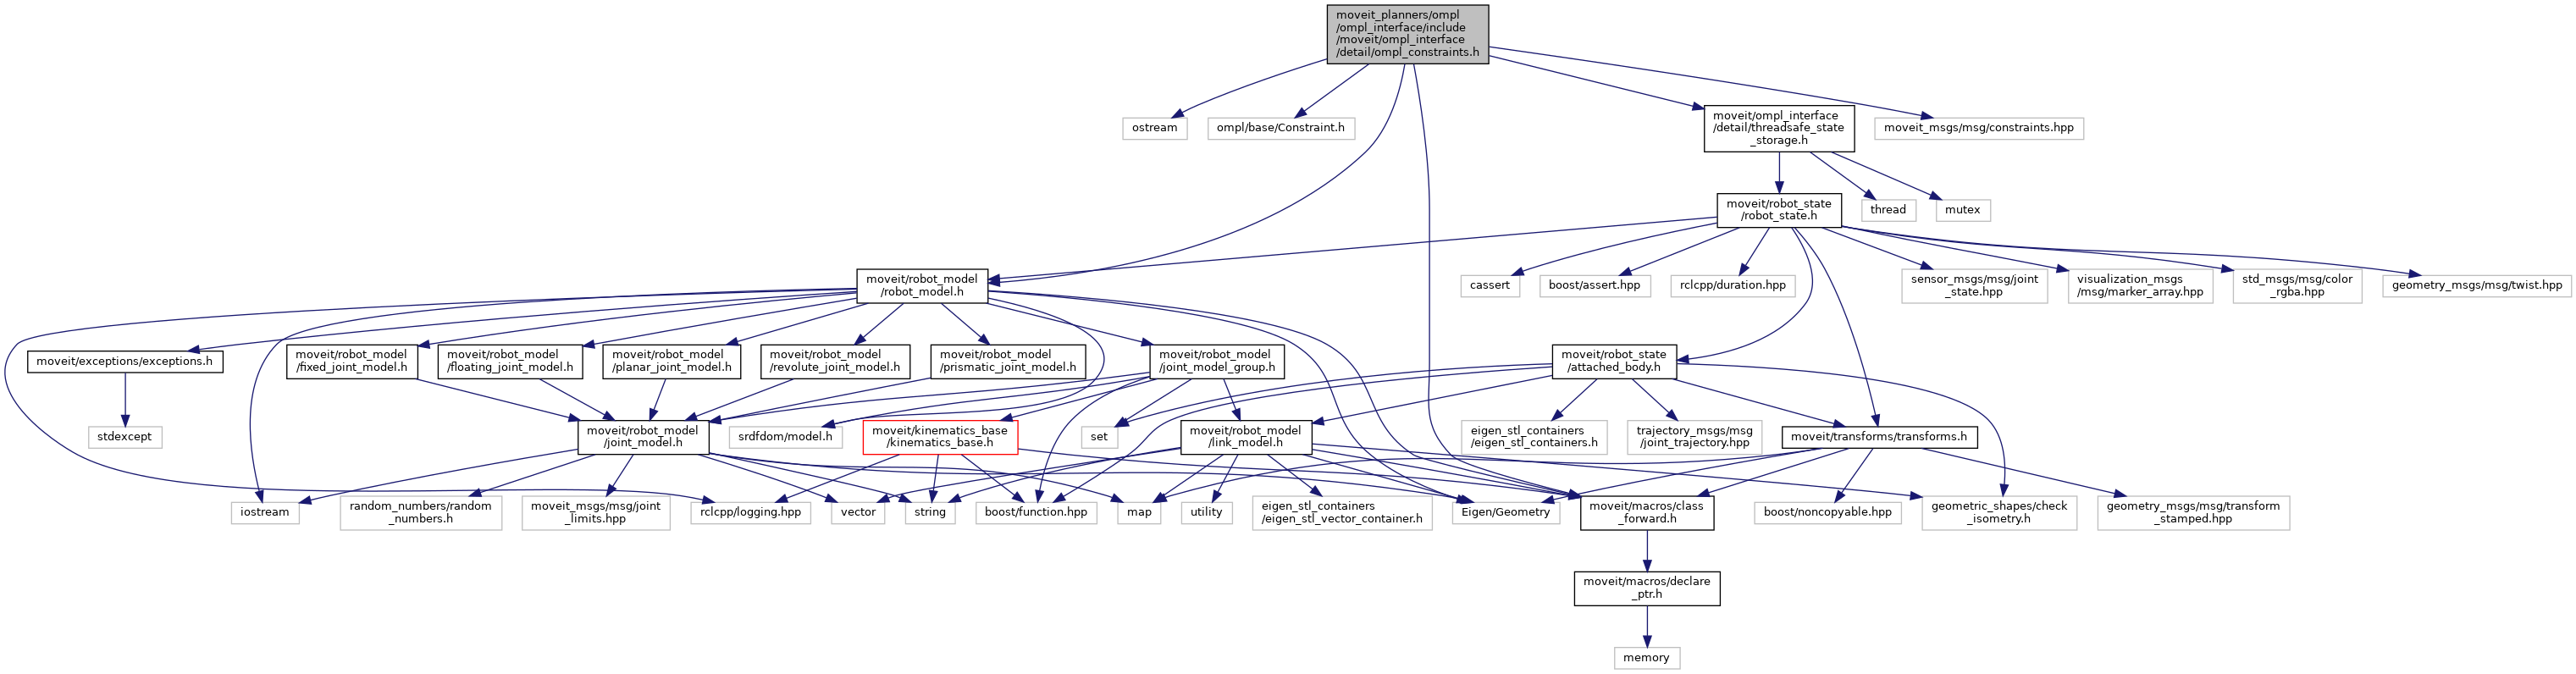 moveit_planners/ompl
/ompl_interface/include
/moveit/ompl_interface
/detail/ompl_constraints.h
ostream
ompl/base/Constraint.h
moveit/ompl_interface
/detail/threadsafe_state
_storage.h
moveit_msgs/msg/constraints.hpp
moveit/robot_state
/robot_state.h
thread
mutex
moveit/robot_model
/robot_model.h
cassert
boost/assert.hpp
rclcpp/duration.hpp
sensor_msgs/msg/joint
_state.hpp
visualization_msgs
/msg/marker_array.hpp
std_msgs/msg/color
_rgba.hpp
geometry_msgs/msg/twist.hpp
moveit/exceptions/exceptions.h
moveit/robot_model
/fixed_joint_model.h
moveit/robot_model
/floating_joint_model.h
moveit/robot_model
/planar_joint_model.h
moveit/robot_model
/revolute_joint_model.h
moveit/robot_model
/prismatic_joint_model.h
moveit/robot_model
/joint_model_group.h
moveit/robot_state
/attached_body.h
stdexcept
moveit/robot_model
/joint_model.h
srdfdom/model.h
moveit/kinematics_base
/kinematics_base.h
set
moveit/robot_model
/link_model.h
eigen_stl_containers
/eigen_stl_containers.h
trajectory_msgs/msg
/joint_trajectory.hpp
moveit/transforms/transforms.h
iostream
random_numbers/random
_numbers.h
moveit_msgs/msg/joint
_limits.hpp
rclcpp/logging.hpp
vector
string
boost/function.hpp
map
utility
eigen_stl_containers
/eigen_stl_vector_container.h
Eigen/Geometry
moveit/macros/class
_forward.h
boost/noncopyable.hpp
geometric_shapes/check
_isometry.h
geometry_msgs/msg/transform
_stamped.hpp
moveit/macros/declare
_ptr.h
memory